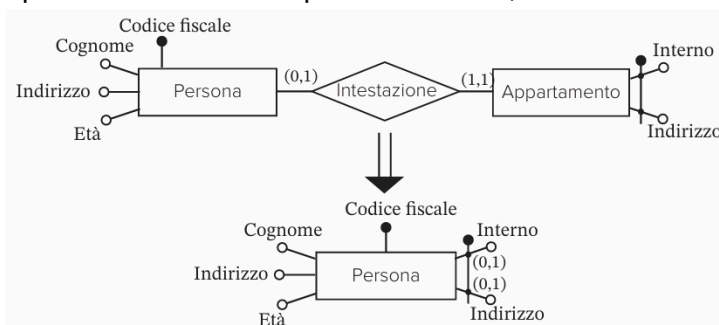 Codice fiscale
Cognome
Indirizzo
Età
Persona
(0,1)
Intestazione
(1,1)
Appartamento
Interno
Indirizzo
Codice fiscale
Cognome
Indirizzo
Età
Persona
Interno
(0,1)
(0,1)
Indirizzo